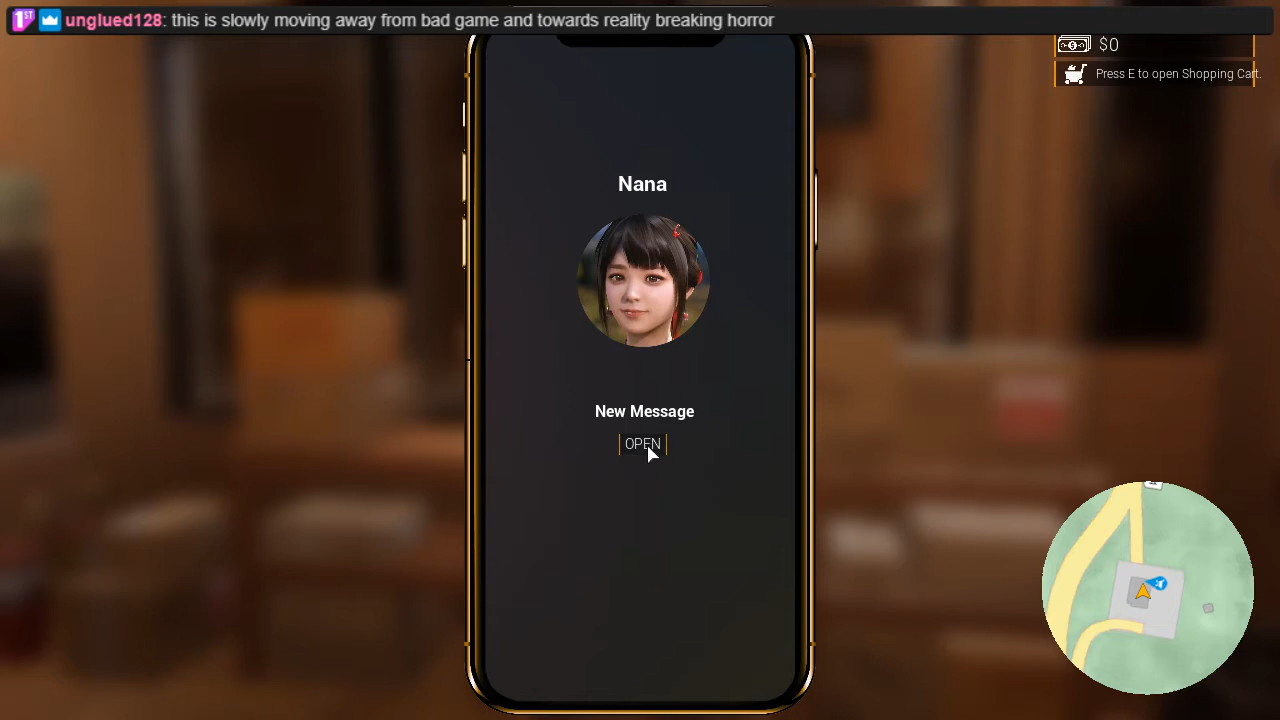 1ST unglued128: this is slowly moving away from bad game and towards reality breaking horror
$0
Press E to open Shopping Cart.
Nana
New Message
OPEN